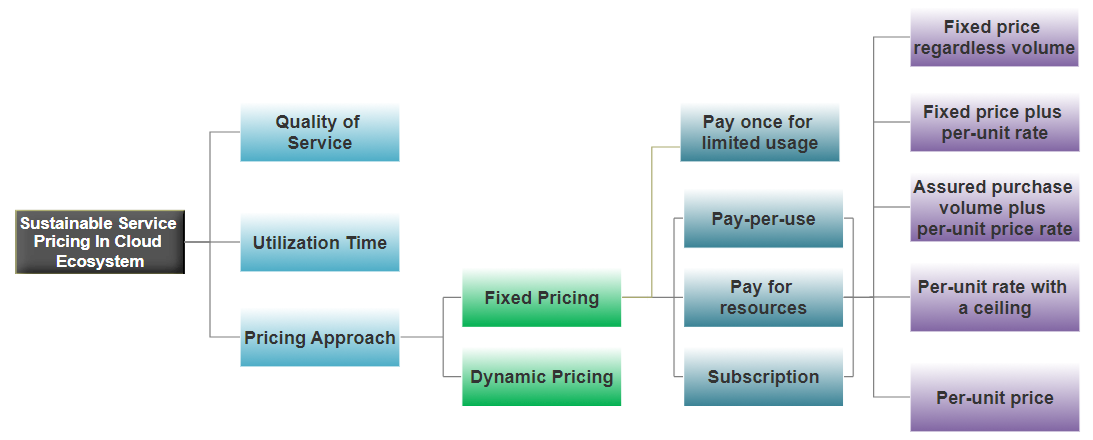 Sustainable Service
Pricing In Cloud
Ecosystem
Quality of
Service
Utilization Time
Pricing Approach
Fixed Pricing
Dynamic Pricing
Pay once for
limited usage
Pay-per-use
Pay for
resources
Subscription
Fixed price
regardless volume
Fixed price plus
per-unit rate
Assured purchase
volume plus
per-unit price rate
Per-unit rate with
a ceiling
Per-unit price